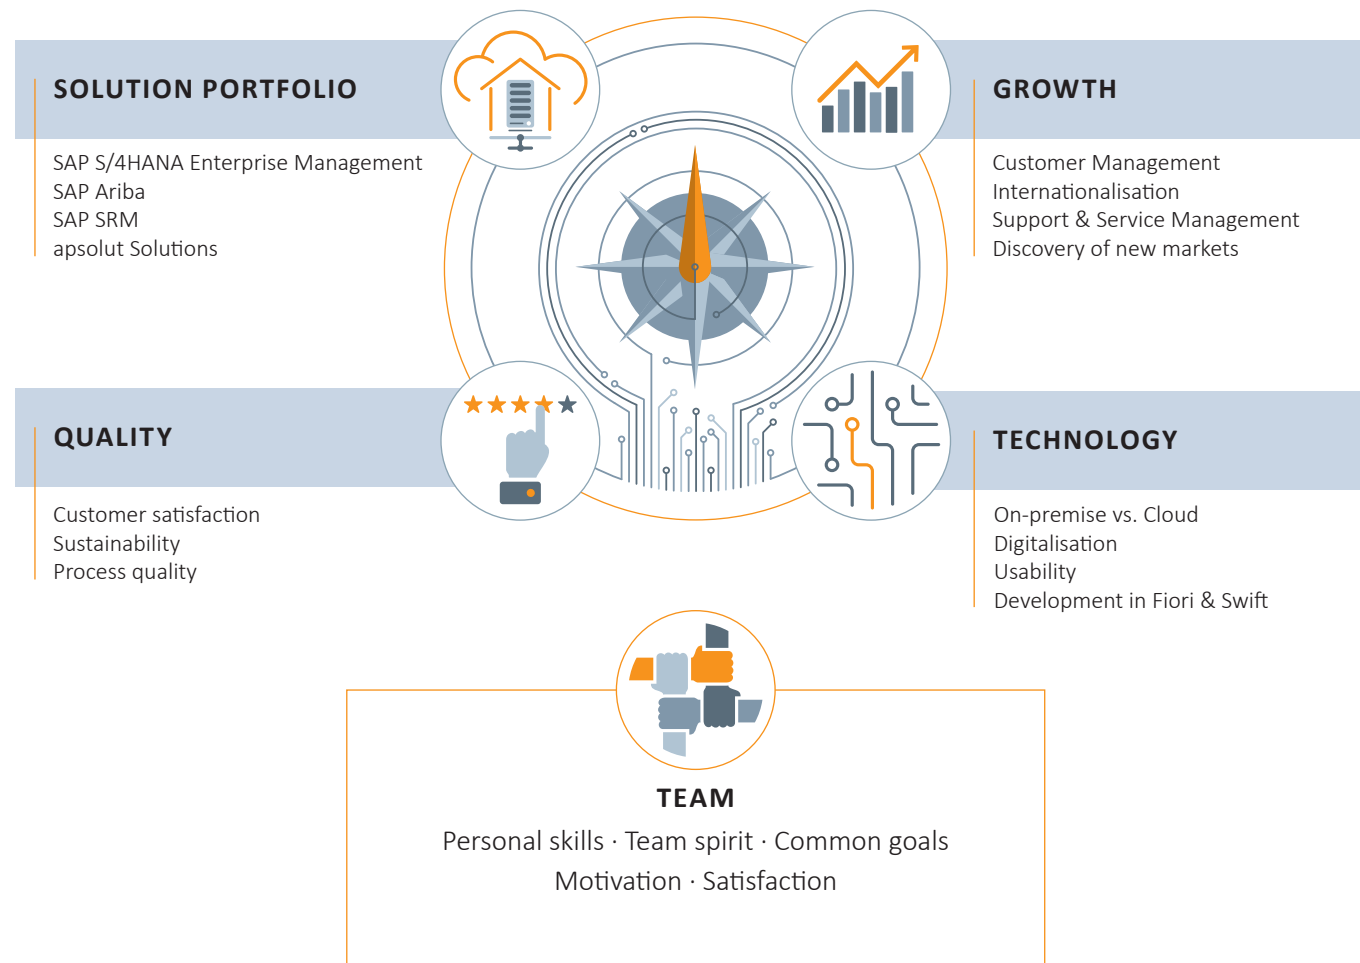 SOLUTION PORTFOLIO
SAP S/4HANA Enterprise Management
SAP Ariba
SAP SRM
apsolut Solutions
GROWTH
Customer Management
Internationalisation
Support & Service Management
Discovery of new markets
QUALITY
Customer satisfaction
Sustainability
Process quality
TECHNOLOGY
On-premise vs. Cloud
Digitalisation
Usability
Development in Fiori & Swift
TEAM
Personal skills · Team spirit · Common goals
Motivation · Satisfaction